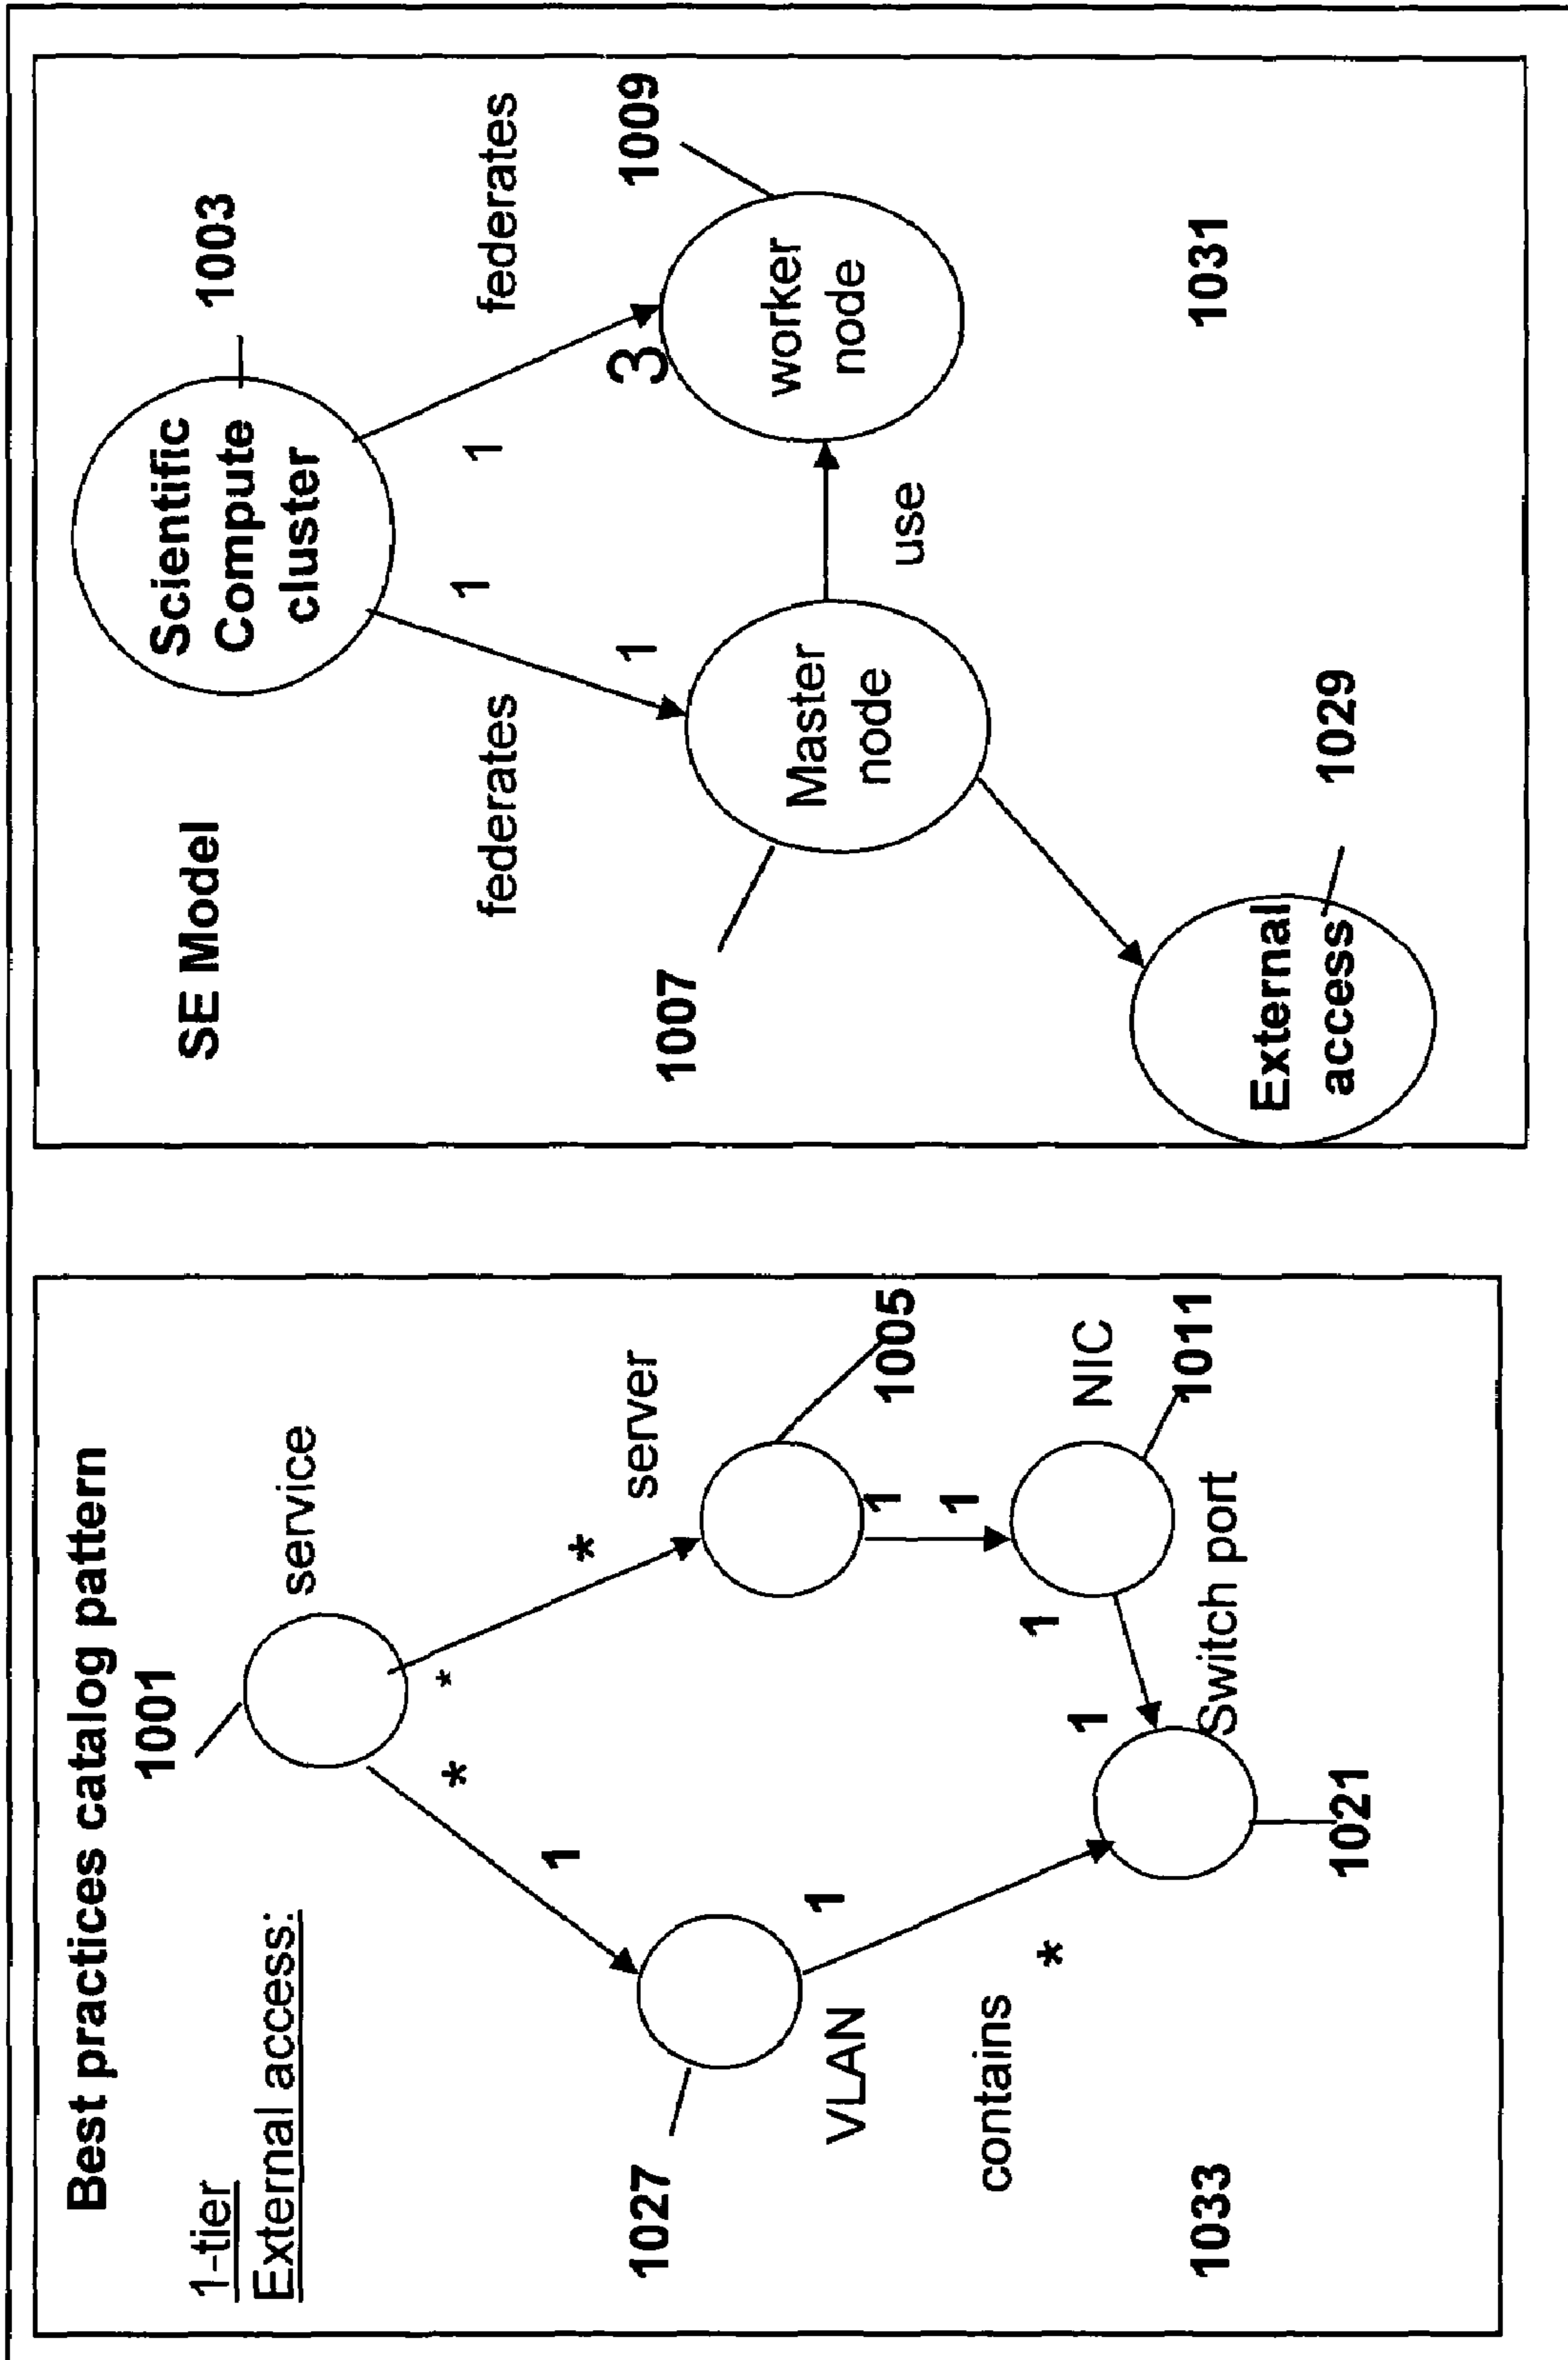 Best practices catalog pattern
1-tier
External access:
1001
service
*
*
*
1
server
1005
1
1
NIC
1011
1
1
Switch port
1021
1027
VLAN
1
*
contains
1033
SE Model
Scientific
Compute
cluster
1003
federates
1
1
1
3
federates
1009
1007
Master
node
use
worker
node
External
access
1029
1031